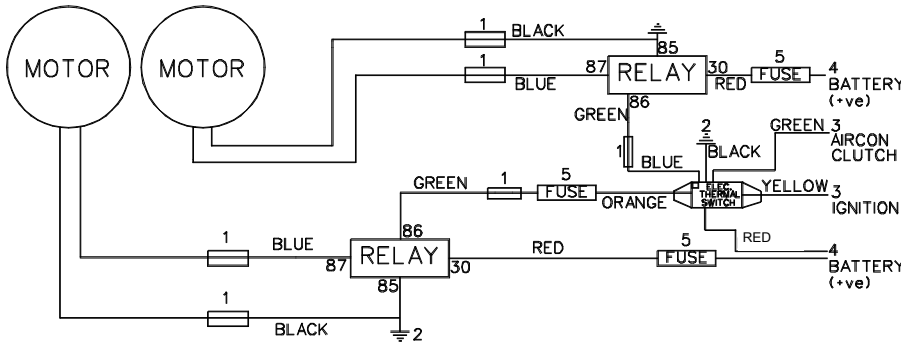 MOTOR
MOTOR
1
BLACK
85
1
BLUE
87
RELAY
30
RED
5
FUSE
4
BATTERY
(+ve)
86
GREEN
1
BLUE
2
BLACK
GREEN
3
AIRCON
CLUTCH
GREEN
1
5
FUSE
ORANGE
ELEC.
THERMAL
SWITCH
YELLOW
3
IGNITION
86
1
BLUE
87
RELAY
30
RED
5
FUSE
RED
4
BATTERY
(+ve)
85
1
BLACK
2